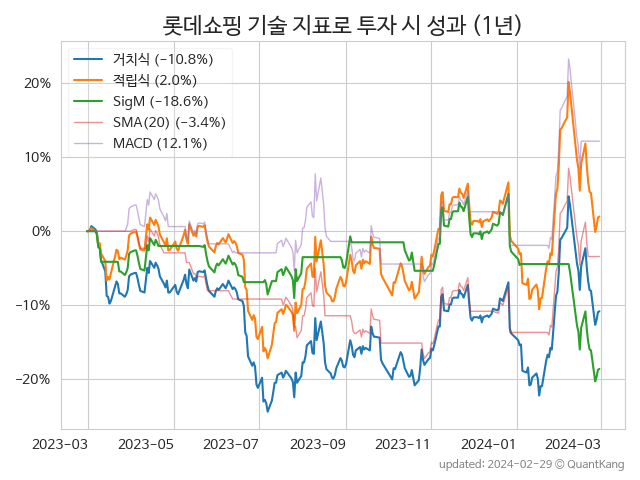 롯데쇼핑 기술 지표로 투자 시 성과 (1년)
거치식 (−10.8%)
적립식 (2.0%)
SigM (−18.6%)
SMA(20) (−3.4%)
MACD (12.1%)
20%
10%
0%
−10%
−20%
2023-03 2023-05 2023-07 2023-09 2023-11 2024-01 2024-03
updated: 2024-02-29 © QuantKang